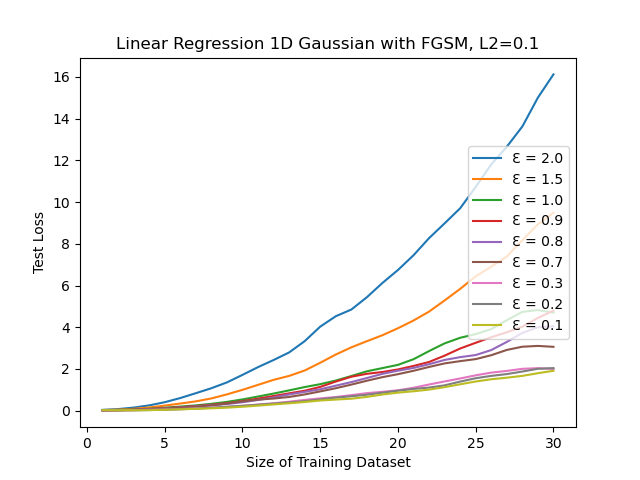 Linear Regression 1D Gaussian with FGSM, L2=0.1
16
14
12
10
8
6
4
2
0
Test Loss
Ɛ = 2.0
Ɛ = 1.5
Ɛ = 1.0
Ɛ = 0.9
Ɛ = 0.8
Ɛ = 0.7
Ɛ = 0.3
Ɛ = 0.2
Ɛ = 0.1
0 5 10 15 20 25 30
Size of Training Dataset